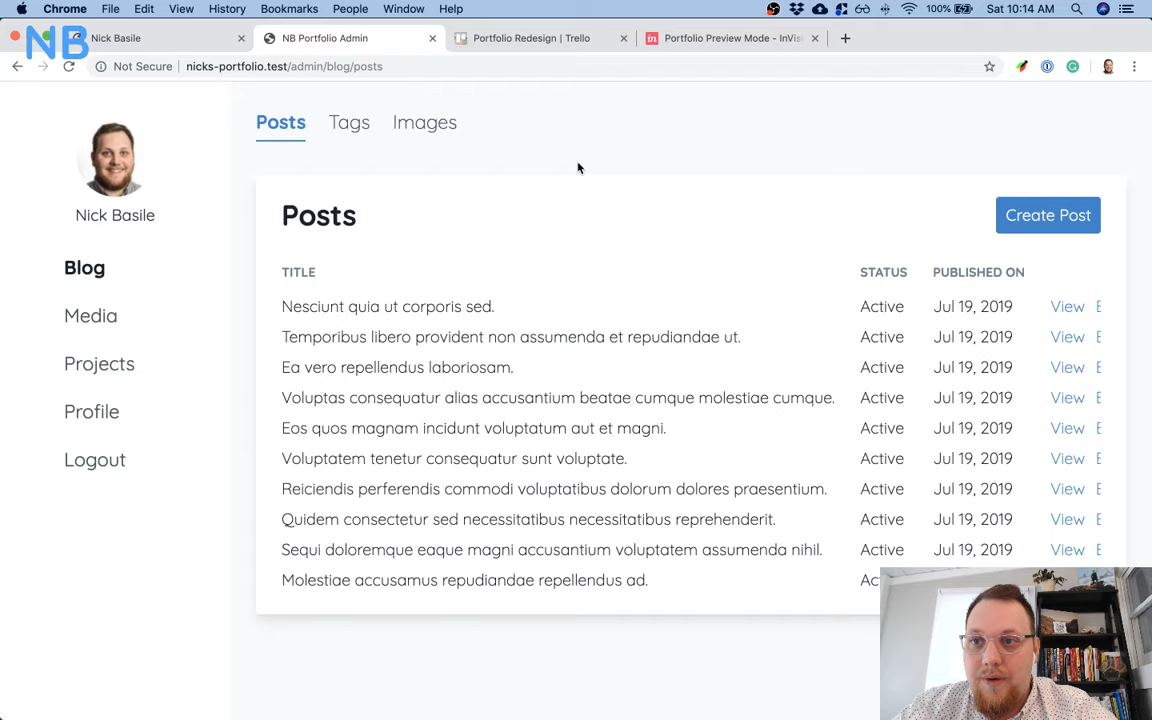 Chrome File Edit View History Bookmarks People Window Help 100% Sat 10:14 AM
NB
Nick Basile NB Portfolio Admin Portfolio Redesign | Trello Portfolio Preview Mode - InVis
Not Secure nicks-portfolio.test/admin/blog/posts
Posts Tags Images
Nick Basile
Blog
Media
Projects
Profile
Logout
Posts Create Post
TITLE STATUS PUBLISHED ON
Nesciunt quia ut corporis sed. Active Jul 19, 2019 View E
Temporibus libero provident non assumenda et repudiandae ut. Active Jul 19, 2019 View E
Ea vero repellendus laboriosam. Active Jul 19, 2019 View E
Voluptas consequatur alias accusantium beatae cumque molestiae cumque. Active Jul 19, 2019 View E
Eos quos magnam incidunt voluptatum aut et magni. Active Jul 19, 2019 View E
Voluptatem tenetur consequatur sunt voluptate. Active Jul 19, 2019 View E
Reiciendis perferendis commodi voluptatibus dolorum dolores praesentium. Active Jul 19, 2019 View E
Quidem consectetur sed necessitatibus necessitatibus reprehenderit. Active Jul 19, 2019 View E
Sequi doloremque eaque magni accusantium voluptatem assumenda nihil. Active Jul 19, 2019 View E
Molestiae accusamus repudiandae repellendus ad. Ac